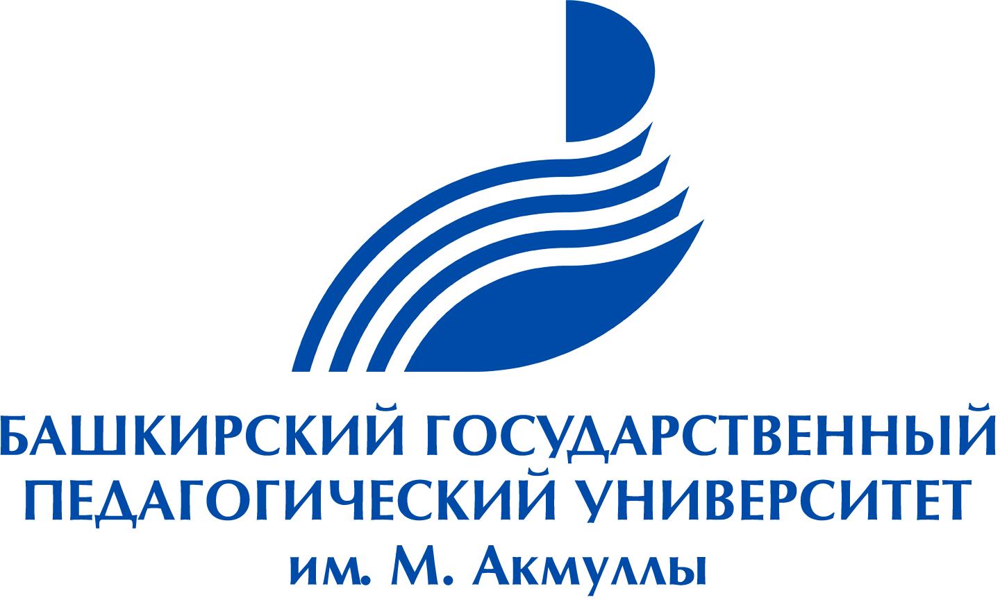 БАШКИРСКИЙ ГОСУДАРСТВЕННЫЙ
ПЕДАГОГИЧЕСКИЙ УНИВЕРСИТЕТ
им. М. Акмуллы